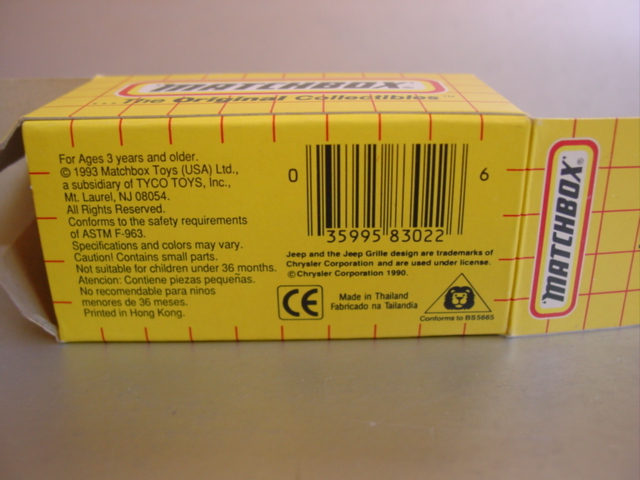 MATCHBOX®
...The Original Collectibles™
For Ages 3 years and older.
© 1993 Matchbox Toys (USA) Ltd.,
a subsidiary of TYCO TOYS, Inc.,
Mt. Laurel, NJ 08054.
All Rights Reserved.
Conforms to the safety requirements
of ASTM F-963.
Specifications and colors may vary.
Caution! Contains small parts.
Not suitable for children under 36 months.
Atencion: Contiene piezas pequeñas.
No recomendable para ninos
menores de 36 meses.
Printed in Hong Kong.
0 35995 83022 6
Jeep and the Jeep Grille design are trademarks of
Chrysler Corporation and are used under license.
© Chrysler Corporation 1990.
CE
Made in Thailand
Fabricado na Tailandia
Conforms to BS5665
MATCHBOX®